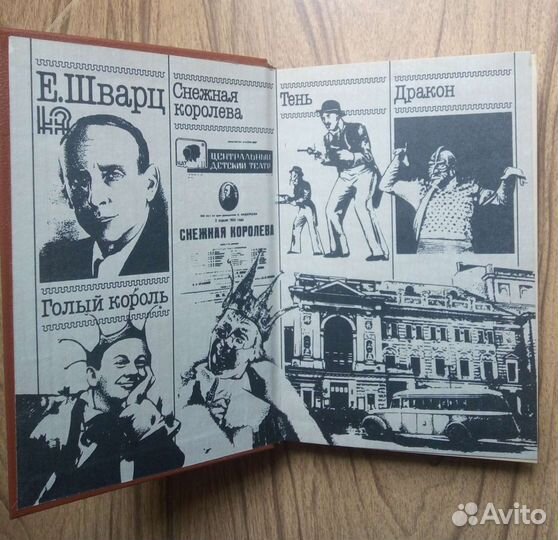 Е.Шварц
Снежная
королева
ЦЕНТРАЛЬНЫЙ
ДЕТСКИЙ ТЕАТР
СНЕЖНАЯ КОРОЛЕВА
Голый король
Тень
Дракон
Avito